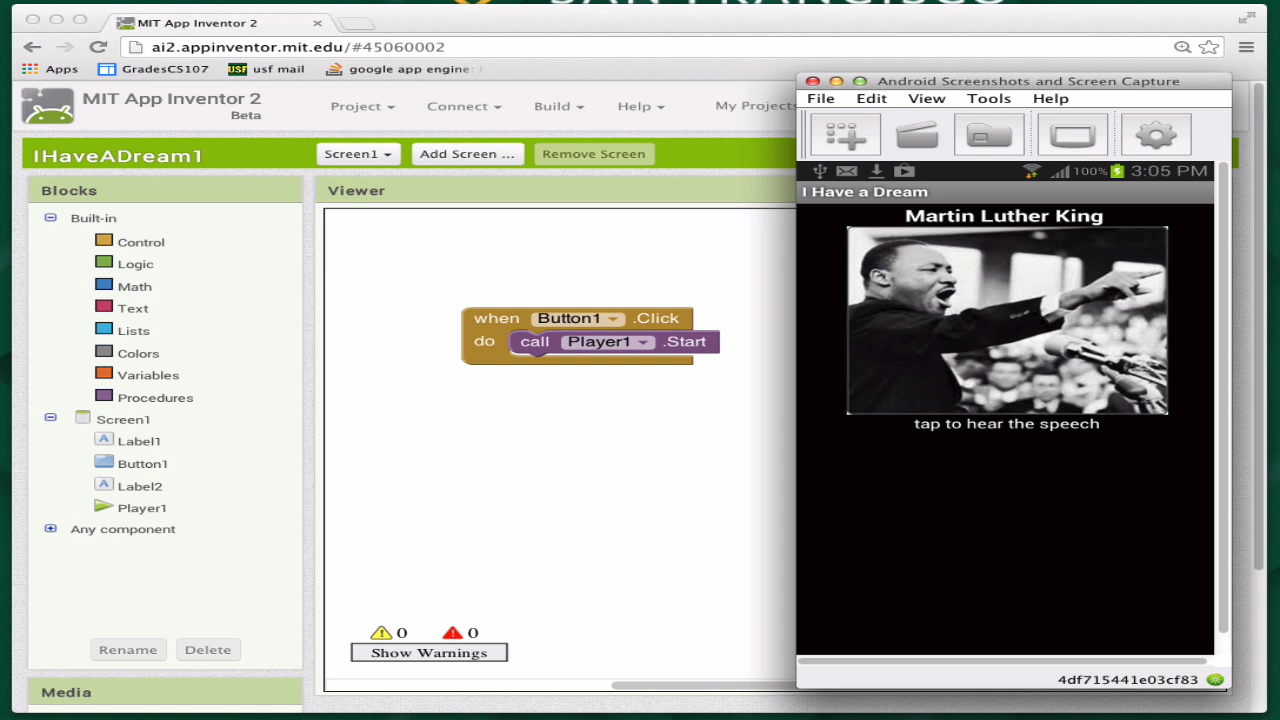 SAN FRANCISCO
MIT App Inventor 2
ai2.appinventor.mit.edu/#45060002
Apps GradesCS107 USF usf mail google app engine:
MIT App Inventor 2
Beta
Project Connect Build Help My Projects
IHaveADream1 Screen1 Add Screen ... Remove Screen
Blocks
Built-in
Control
Logic
Math
Text
Lists
Colors
Variables
Procedures
Screen1
Label1
Button1
Label2
Player1
Any component
Rename Delete
Media
Viewer
when Button1 .Click
do call Player1 .Start
0 0
Show Warnings
Android Screenshots and Screen Capture
File Edit View Tools Help
100% 3:05 PM
I Have a Dream
Martin Luther King
tap to hear the speech
4df715441e03cf83